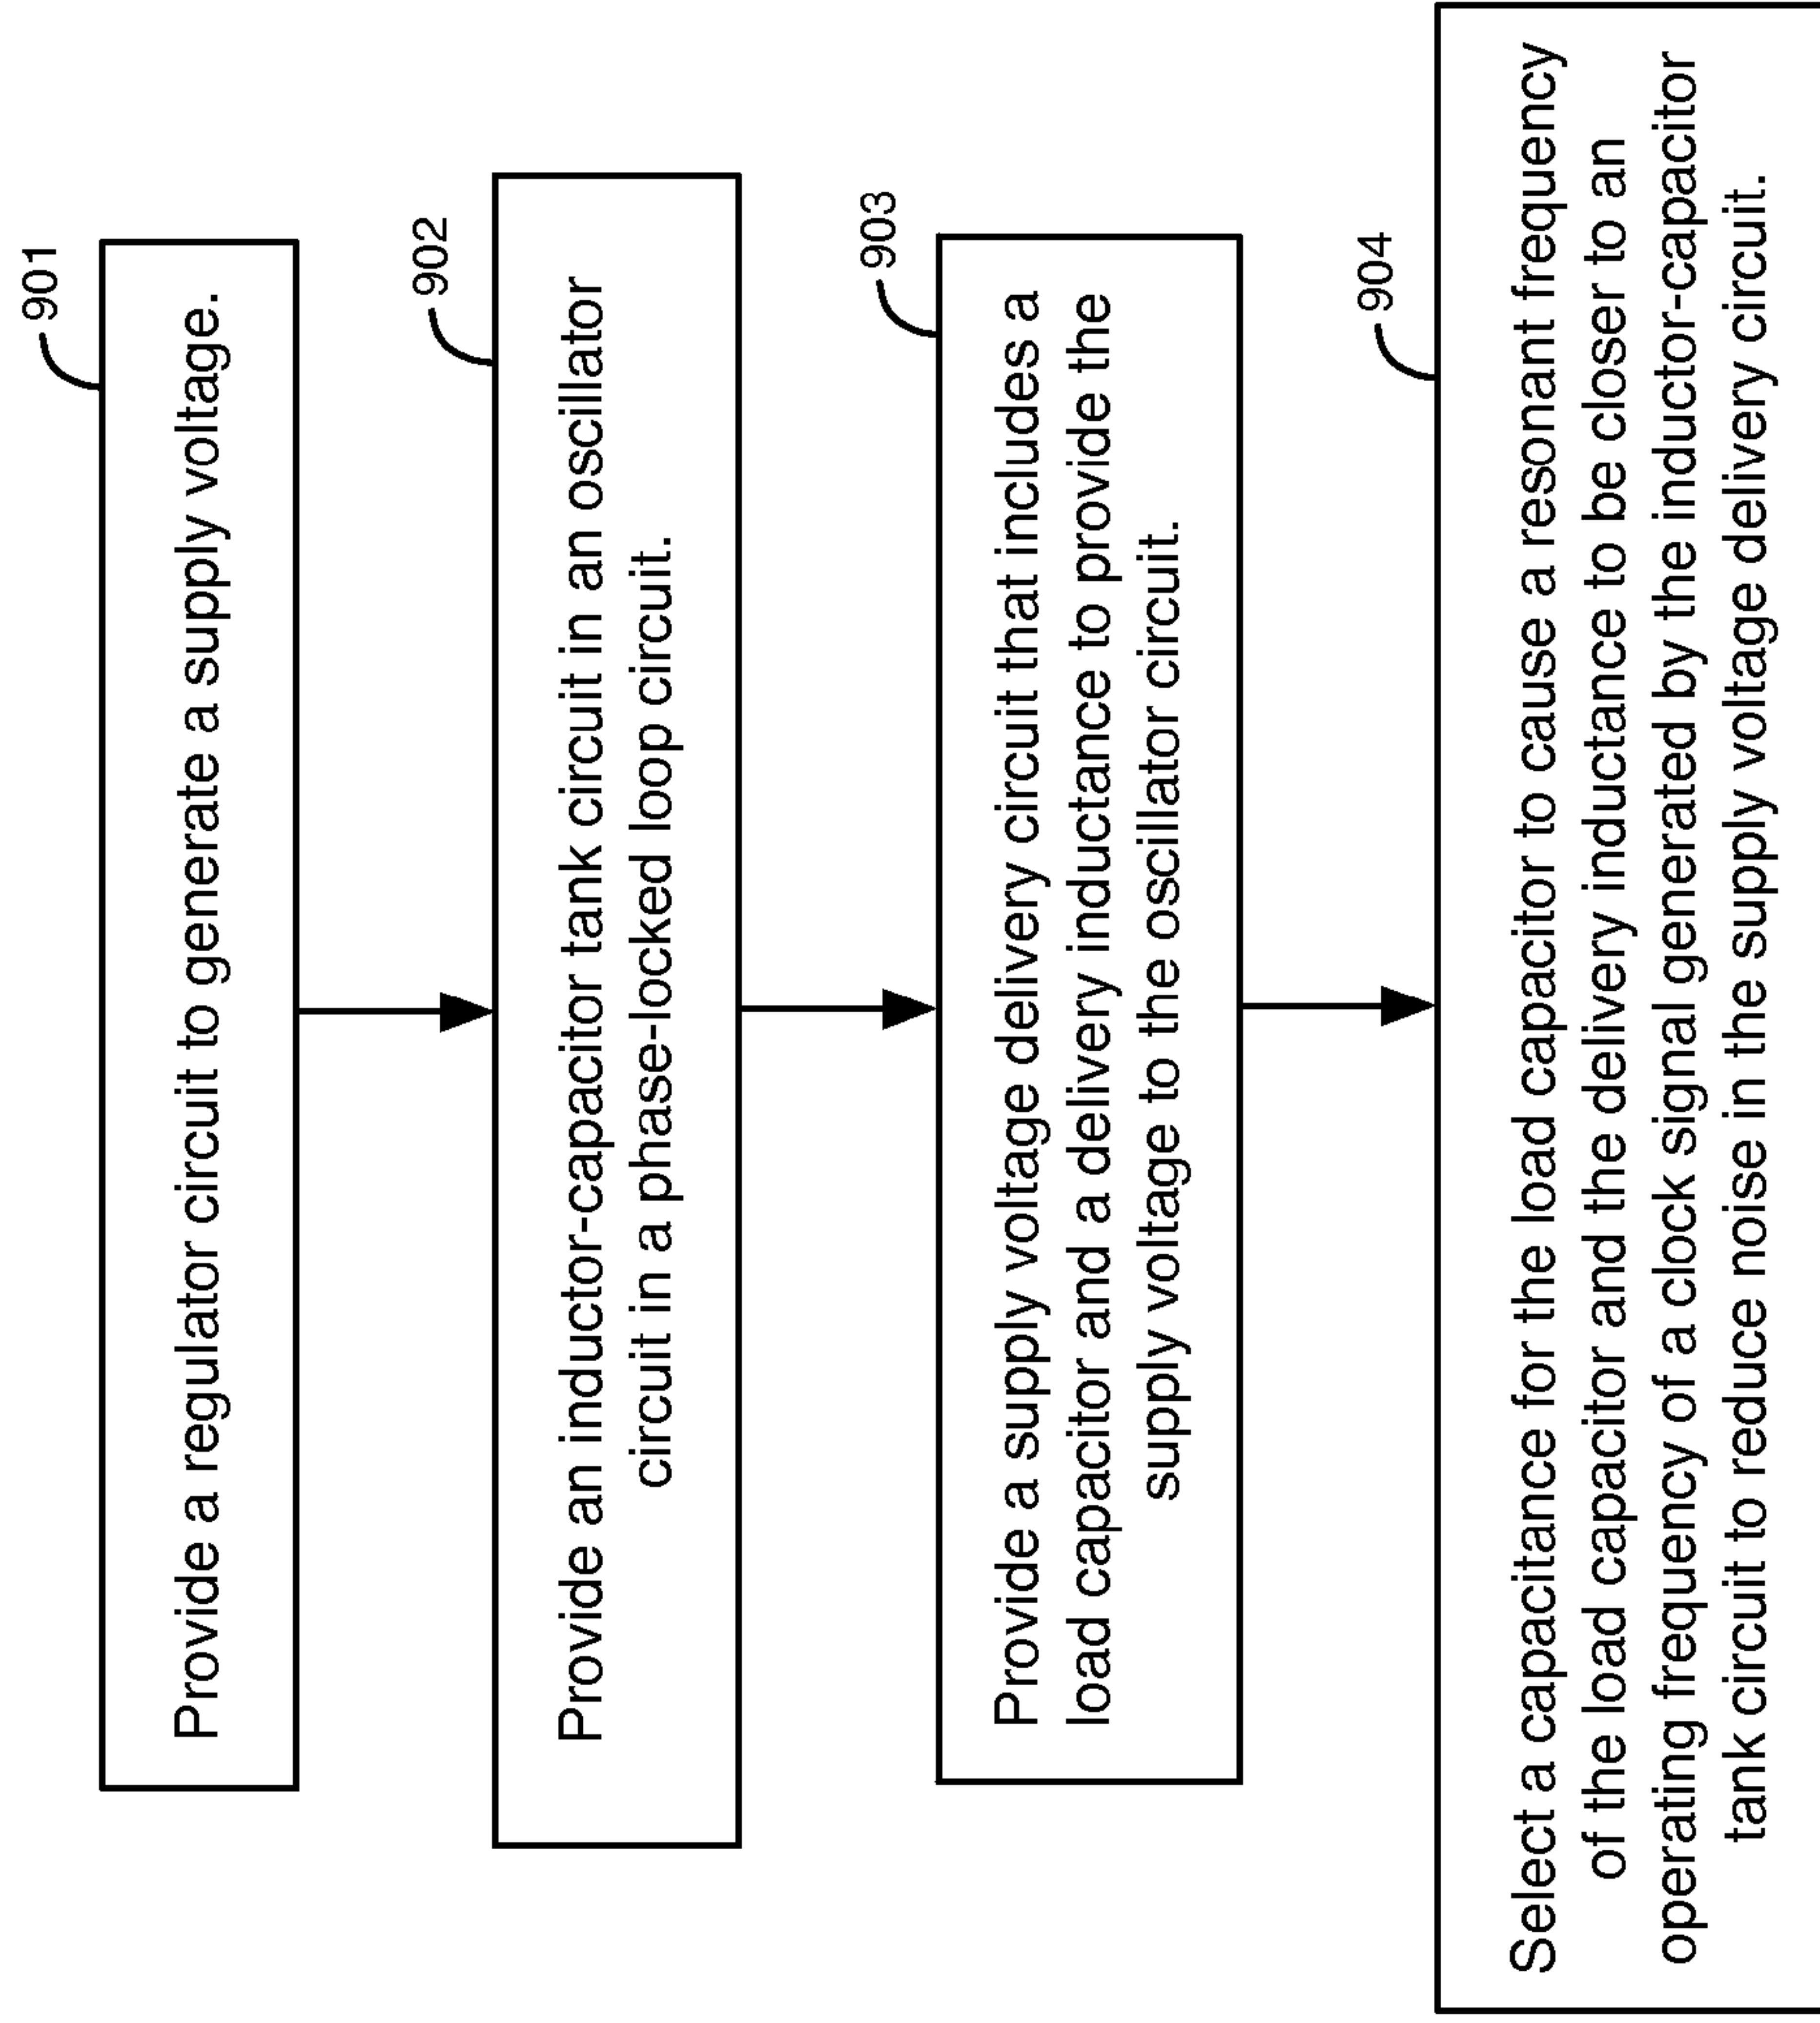 901
Provide a regulator circuit to generate a supply voltage.
902
Provide an inductor-capacitor tank circuit in an oscillator
circuit in a phase-locked loop circuit.
903
Provide a supply voltage delivery circuit that includes a
load capacitor and a delivery inductance to provide the
supply voltage to the oscillator circuit.
904
Select a capacitance for the load capacitor to cause a resonant frequency
of the load capacitor and the delivery inductance to be closer to an
operating frequency of a clock signal generated by the inductor-capacitor
tank circuit to reduce noise in the supply voltage delivery circuit.